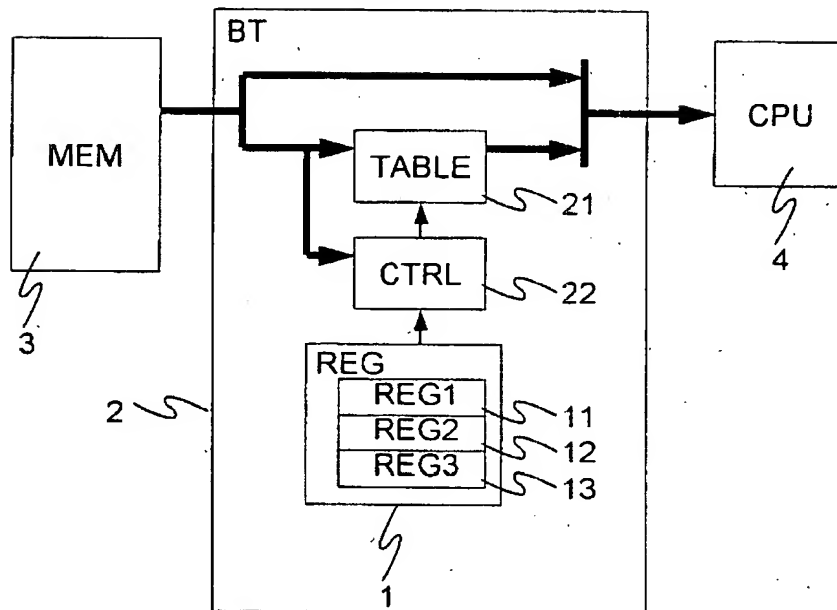 BT
MEM
CPU
TABLE
21
4
CTRL
22
3
REG
2
REG1
11
REG2
12
REG3
13
1